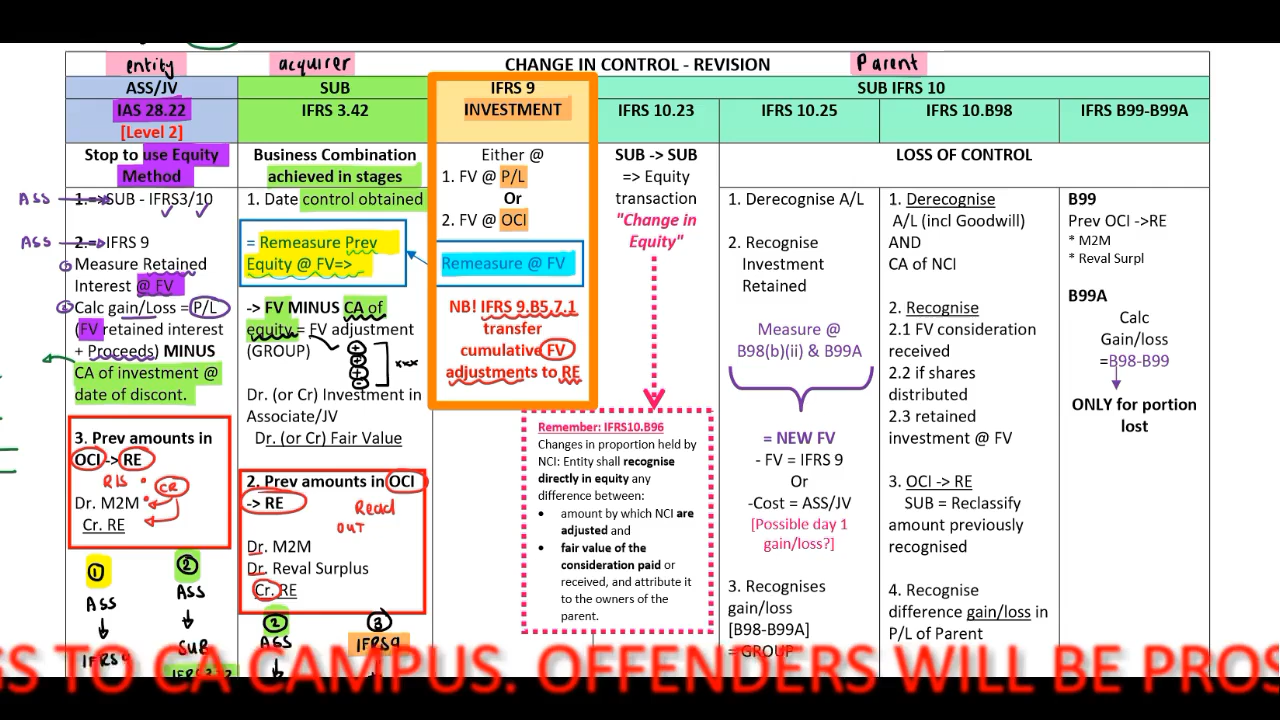 entity
acquirer
CHANGE IN CONTROL - REVISION
Parent
ASS/JV
SUB
IFRS 9
SUB IFRS 10
IAS 28.22
[Level 2]
IFRS 3.42
INVESTMENT
IFRS 10.23
IFRS 10.25
IFRS 10.B98
IFRS B99-B99A
Stop to use Equity
Method
ASS
1.=>SUB - IFRS3/10
ASS
2.=> IFRS 9
① Measure Retained
Interest @ FV
② Calc gain/Loss = P/L
(FV retained interest
+ Proceeds) MINUS
CA of investment @
date of discont.
3. Prev amounts in
OCI -> RE
RIS
CR
Dr. M2M
Cr. RE
① ②
ASS ASS
SUB
IFRS9
Business Combination
achieved in stages
1. Date control obtained
= Remeasure Prev
Equity @ FV=>
-> FV MINUS CA of
equity = FV adjustment
(GROUP)
xxx
Dr. (or Cr) Investment in
Associate/JV
Dr. (or Cr) Fair Value
2. Prev amounts in OCI
-> RE
Read
OUT
Dr. M2M
Dr. Reval Surplus
Cr. RE
② ③
ASS IFRS9
Either @
1. FV @ P/L
Or
2. FV @ OCI
Remeasure @ FV
NB! IFRS 9.B5,7.1
transfer
cumulative FV
adjustments to RE
SUB -> SUB
=> Equity
transaction
"Change in
Equity"
Remember: IFRS10.B96
Changes in proportion held by
NCI: Entity shall recognise
directly in equity any
difference between:
• amount by which NCI are
adjusted and
• fair value of the
consideration paid or
received, and attribute it
to the owners of the
parent.
LOSS OF CONTROL
1. Derecognise A/L
2. Recognise
Investment
Retained
Measure @
B98(b)(ii) & B99A
= NEW FV
- FV = IFRS 9
Or
-Cost = ASS/JV
[Possible day 1
gain/loss?]
3. Recognises
gain/loss
[B98-B99A]
= GROUP
1. Derecognise
A/L (incl Goodwill)
AND
CA of NCI
2. Recognise
2.1 FV consideration
received
2.2 if shares
distributed
2.3 retained
investment @ FV
3. OCI -> RE
SUB = Reclassify
amount previously
recognised
4. Recognise
difference gain/loss in
P/L of Parent
B99
Prev OCI ->RE
* M2M
* Reval Surpl
B99A
Calc
Gain/loss
=B98-B99
ONLY for portion
lost
GS TO CA CAMPUS. OFFENDERS WILL BE PROS